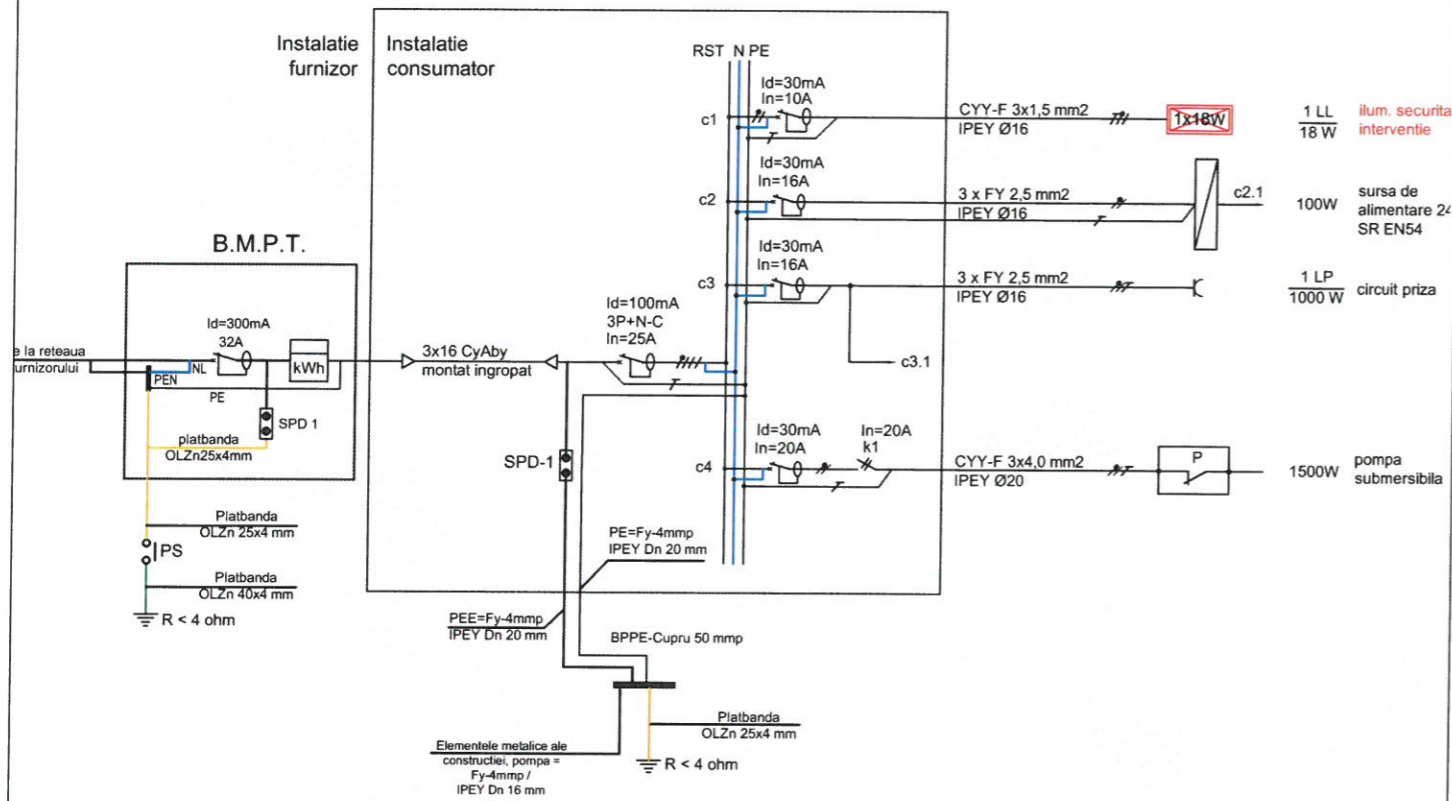 Instalatie
furnizor
Instalatie
consumator
RST N PE
Id=30mA
In=10A
c1
CYY-F 3x1,5 mm2
IPEY Ø16
1x18W
1 LL
18 W
ilum. securita
interventie
Id=30mA
In=16A
c2
3 x FY 2,5 mm2
IPEY Ø16
c2.1
100W
sursa de
alimentare 24
SR EN54
Id=30mA
In=16A
c3
3 x FY 2,5 mm2
IPEY Ø16
1 LP
1000 W
circuit priza
c3.1
B.M.P.T.
Id=300mA
32A
e la reteaua
furnizorului
NL
PEN
PE
kWh
SPD 1
platbanda
OLZn25x4mm
3x16 CyAby
montat ingropat
Id=100mA
3P+N-C
In=25A
SPD-1
Id=30mA
In=20A
In=20A
k1
c4
CYY-F 3x4,0 mm2
IPEY Ø20
P
1500W
pompa
submersibila
Platbanda
OLZn 25x4 mm
PS
Platbanda
OLZn 40x4 mm
R < 4 ohm
PE=Fy-4mmp
IPEY Dn 20 mm
PEE=Fy-4mmp
IPEY Dn 20 mm
BPPE-Cupru 50 mmp
Platbanda
OLZn 25x4 mm
R < 4 ohm
Elementele metalice ale
constructiei, pompa =
Fy-4mmp /
IPEY Dn 16 mm